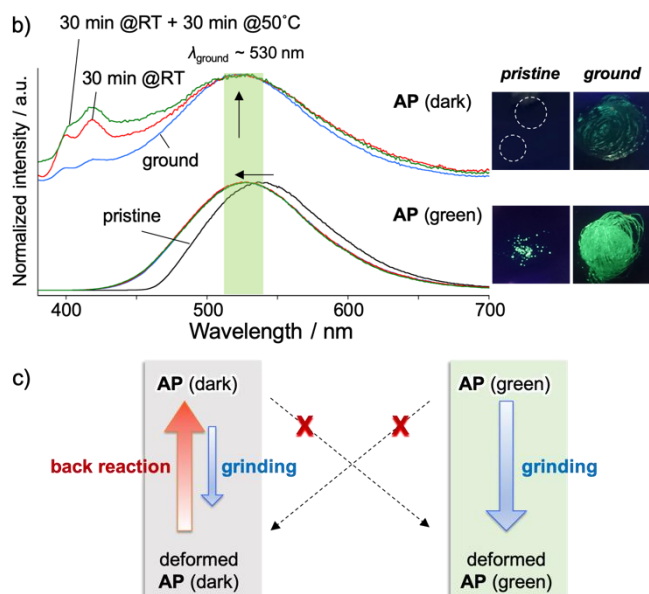 b)
30 min @RT + 30 min @50˚C
λground ~ 530 nm
30 min @RT
ground
pristine
AP (dark)
AP (green)
pristine ground
Normalized intensity / a.u.
400 500 600 700
Wavelength / nm
c)
AP (dark)
AP (green)
back reaction
grinding
X
X
grinding
deformed
AP (dark)
deformed
AP (green)